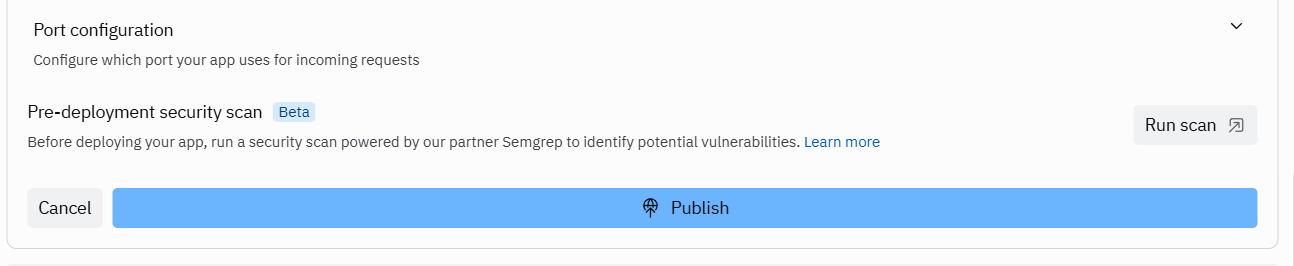 Port configuration
Configure which port your app uses for incoming requests
Pre-deployment security scan Beta
Before deploying your app, run a security scan powered by our partner Semgrep to identify potential vulnerabilities. Learn more
Run scan
Cancel
Publish